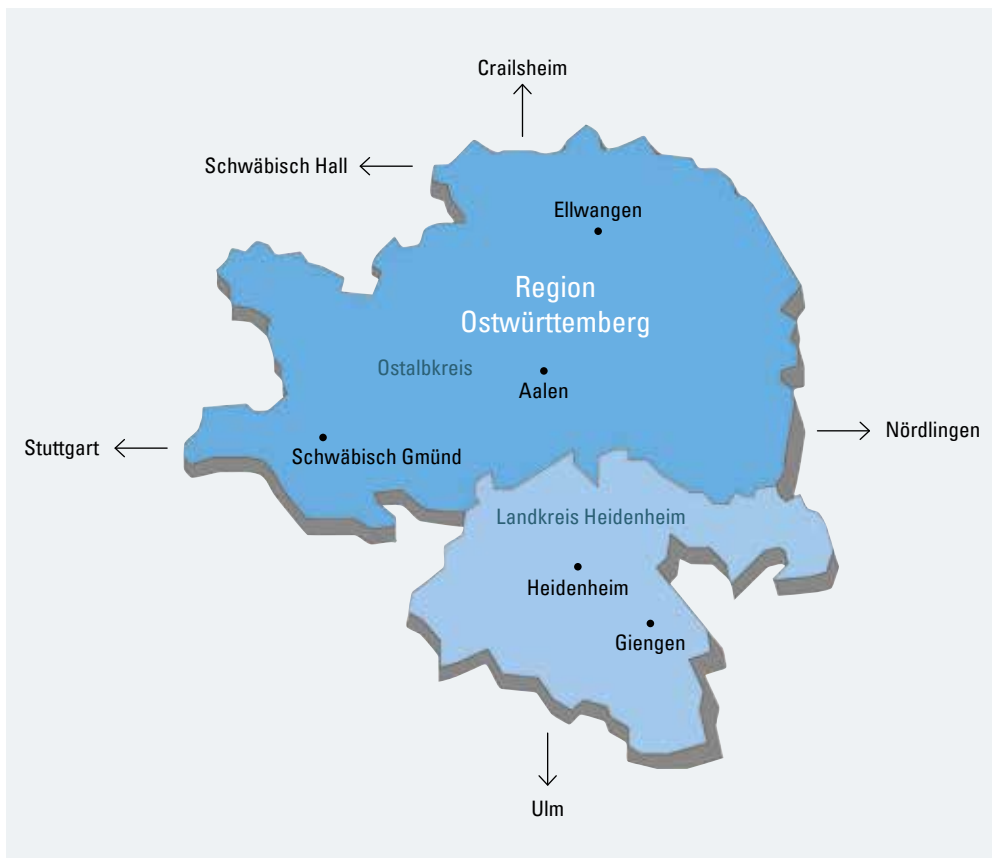 Crailsheim
Schwäbisch Hall
Ellwangen
Region
Ostwürttemberg
Ostalbkreis
Aalen
Stuttgart
Schwäbisch Gmünd
Nördlingen
Landkreis Heidenheim
Heidenheim
Giengen
Ulm